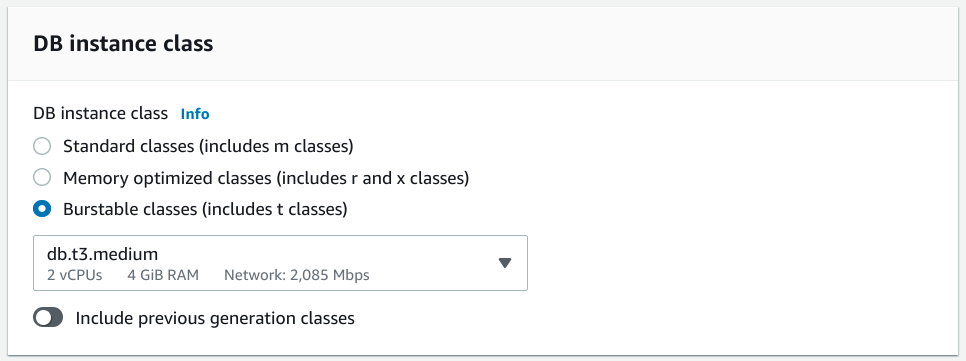 DB instance class
DB instance class Info
Standard classes (includes m classes)
Memory optimized classes (includes r and x classes)
Burstable classes (includes t classes)
db.t3.medium
2 vCPUs 4 GiB RAM Network: 2,085 Mbps
Include previous generation classes